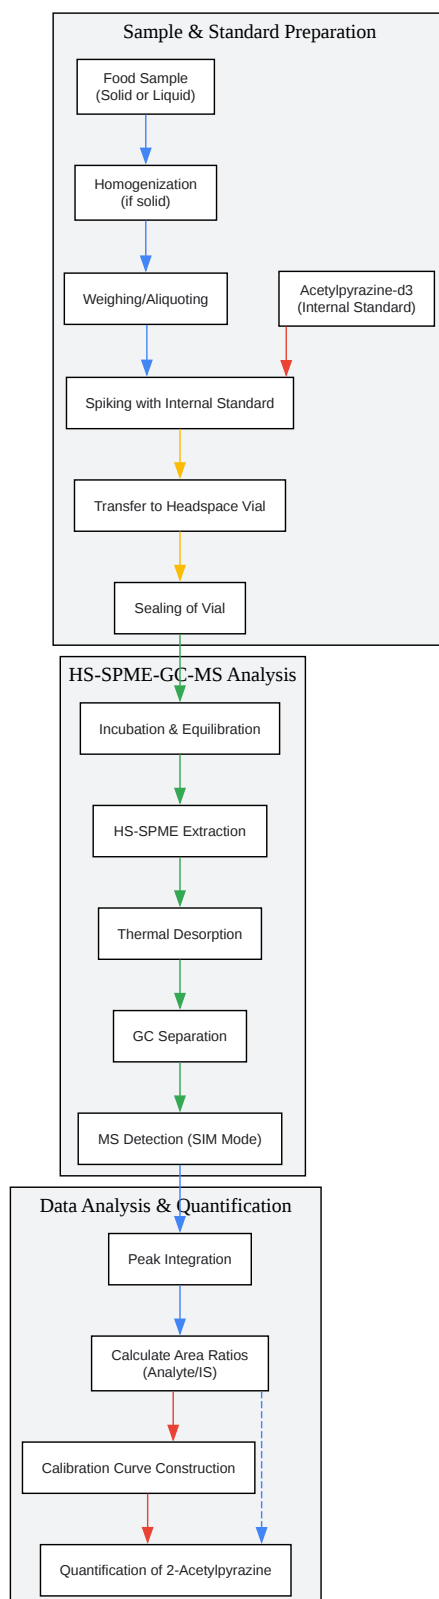 Sample & Standard Preparation
Food Sample
(Solid or Liquid)
Homogenization
(if solid)
Weighing/Aliquoting
Acetylpyrazine-d3
(Internal Standard)
Spiking with Internal Standard
Transfer to Headspace Vial
Sealing of Vial
HS-SPME-GC-MS Analysis
Incubation & Equilibration
HS-SPME Extraction
Thermal Desorption
GC Separation
MS Detection (SIM Mode)
Data Analysis & Quantification
Peak Integration
Calculate Area Ratios
(Analyte/IS)
Calibration Curve Construction
Quantification of 2-Acetylpyrazine